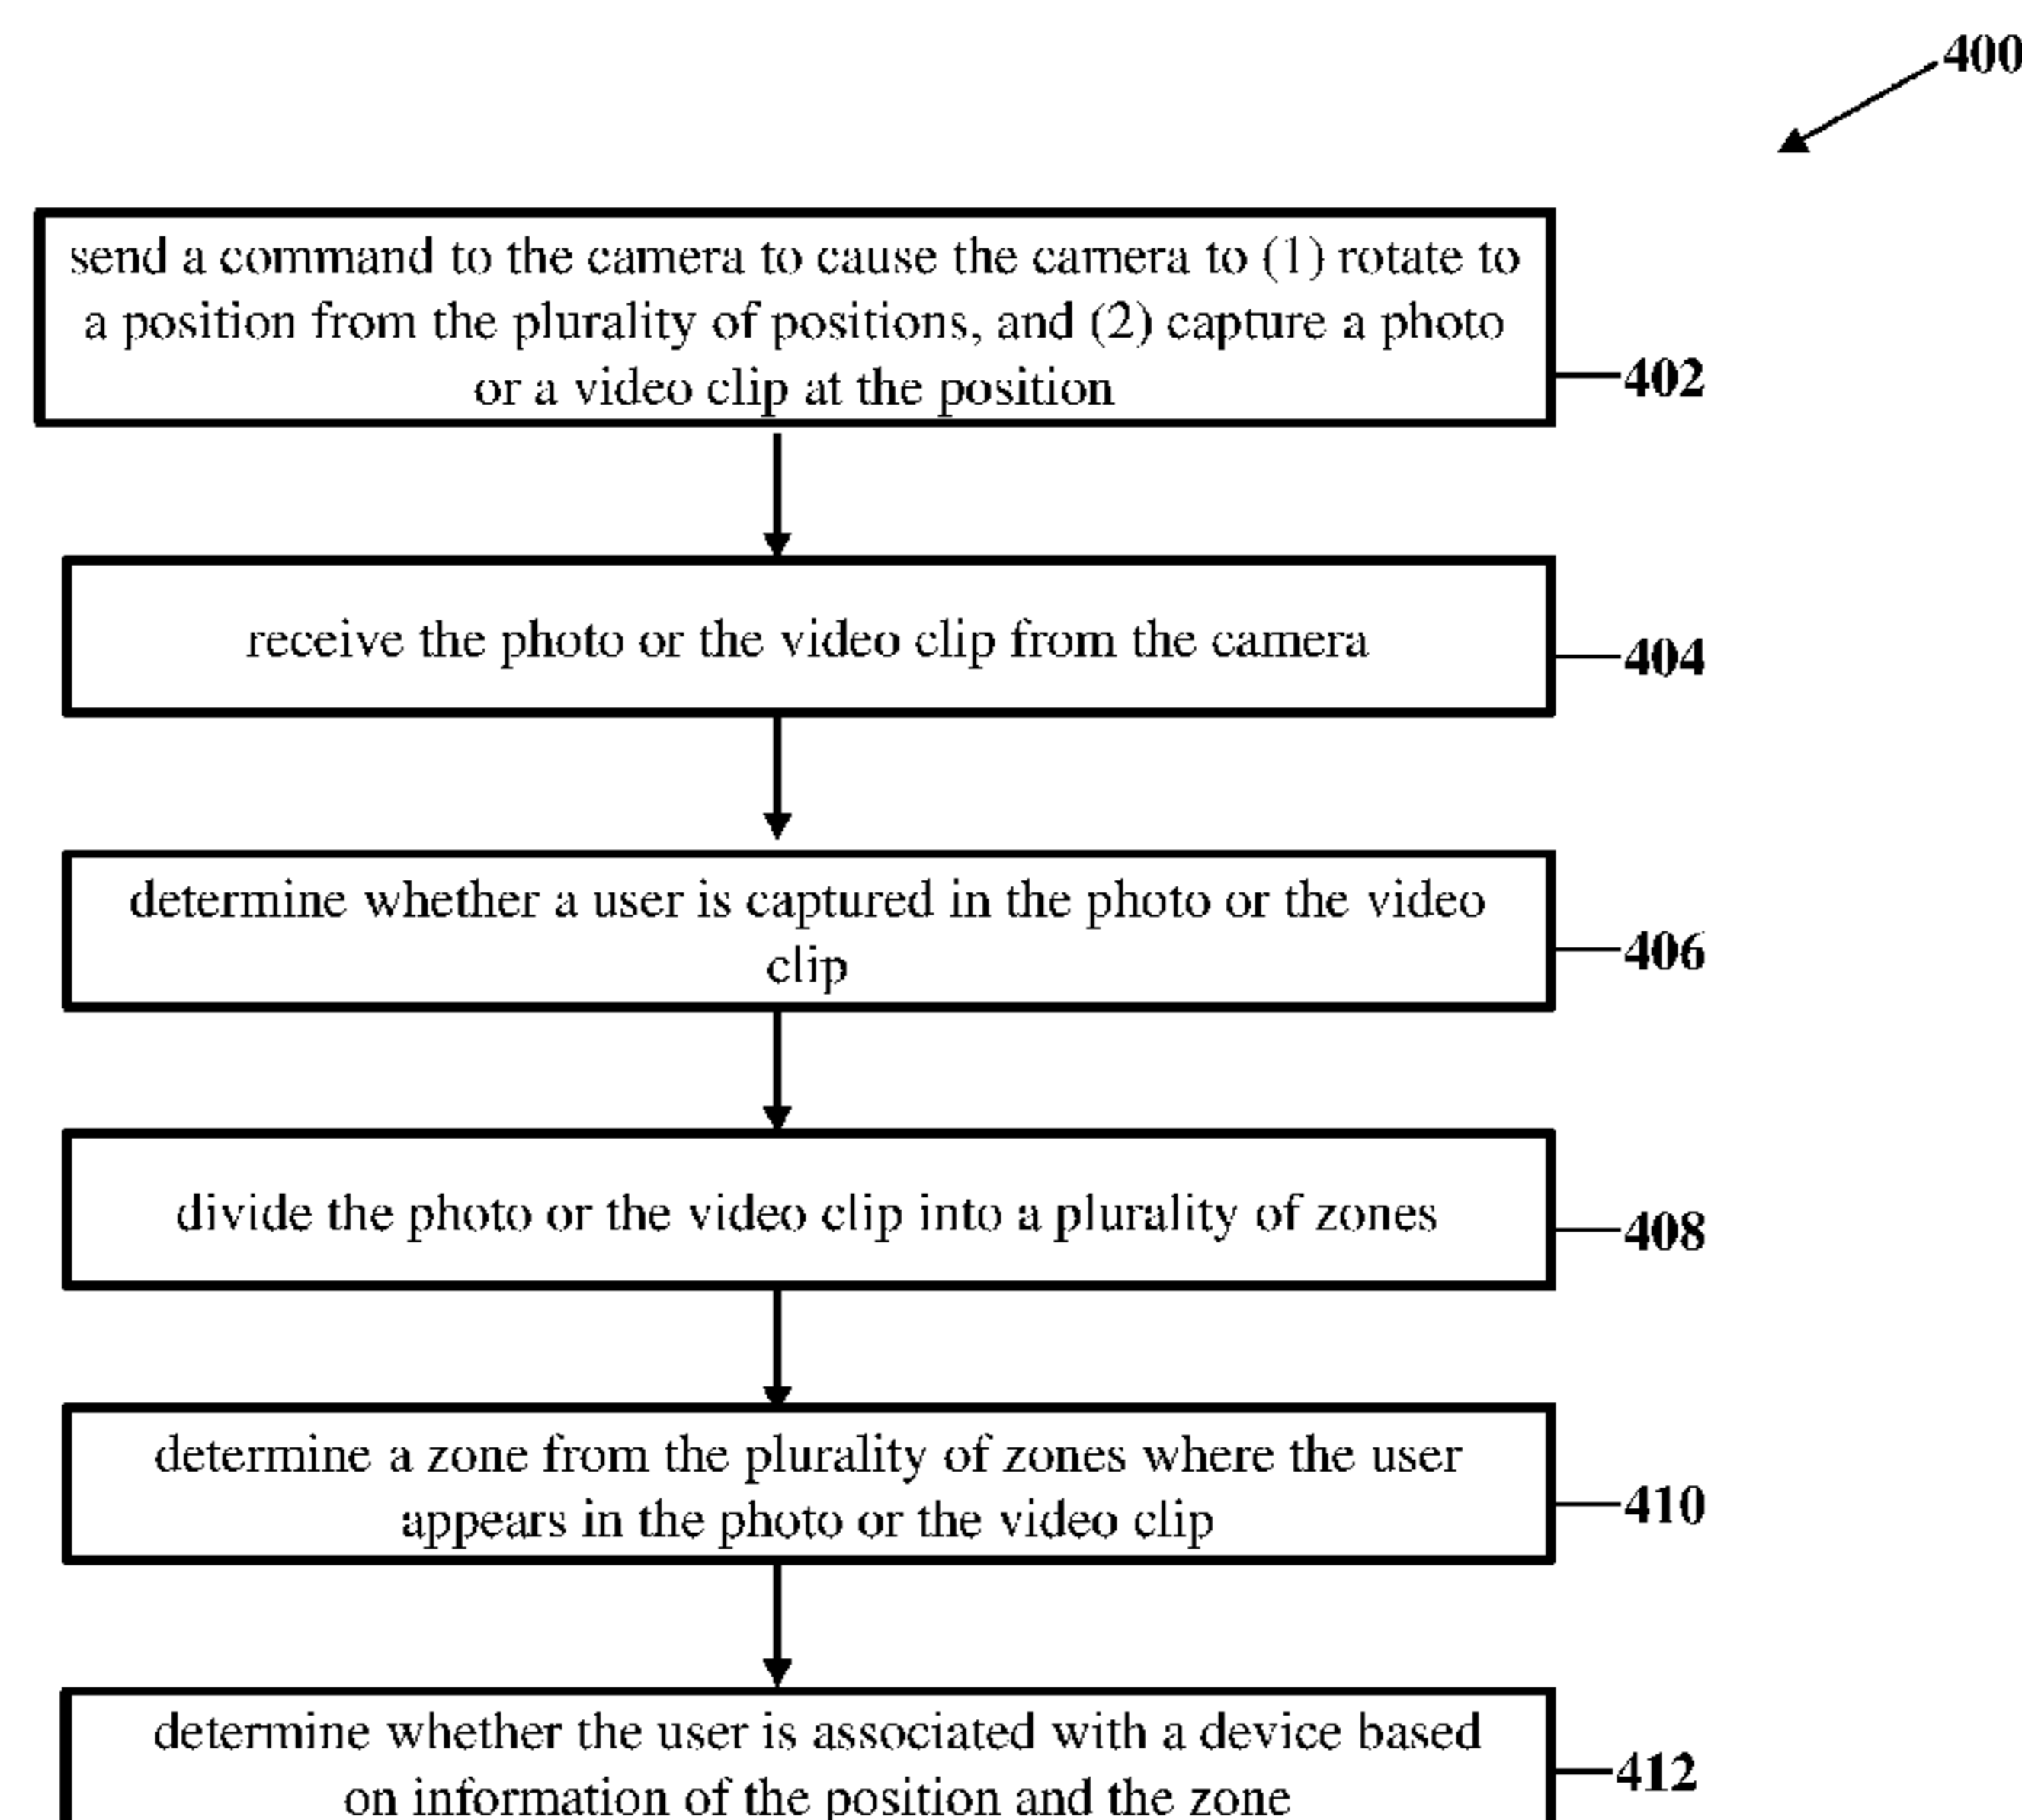 400
send a command to the camera to cause the camera to (1) rotate to
a position from the plurality of positions, and (2) capture a photo
or a video clip at the position
402
receive the photo or the video clip from the camera
404
determine whether a user is captured in the photo or the video
clip
406
divide the photo or the video clip into a plurality of zones
408
determine a zone from the plurality of zones where the user
appears in the photo or the video clip
410
determine whether the user is associated with a device based
on information of the position and the zone
412